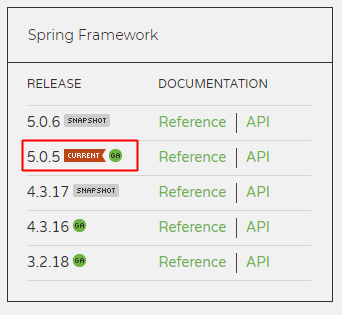 Spring Framework
RELEASE DOCUMENTATION
5.0.6 SNAPSHOT Reference | API
5.0.5 CURRENT GA Reference | API
4.3.17 SNAPSHOT Reference | API
4.3.16 GA Reference | API
3.2.18 GA Reference | API